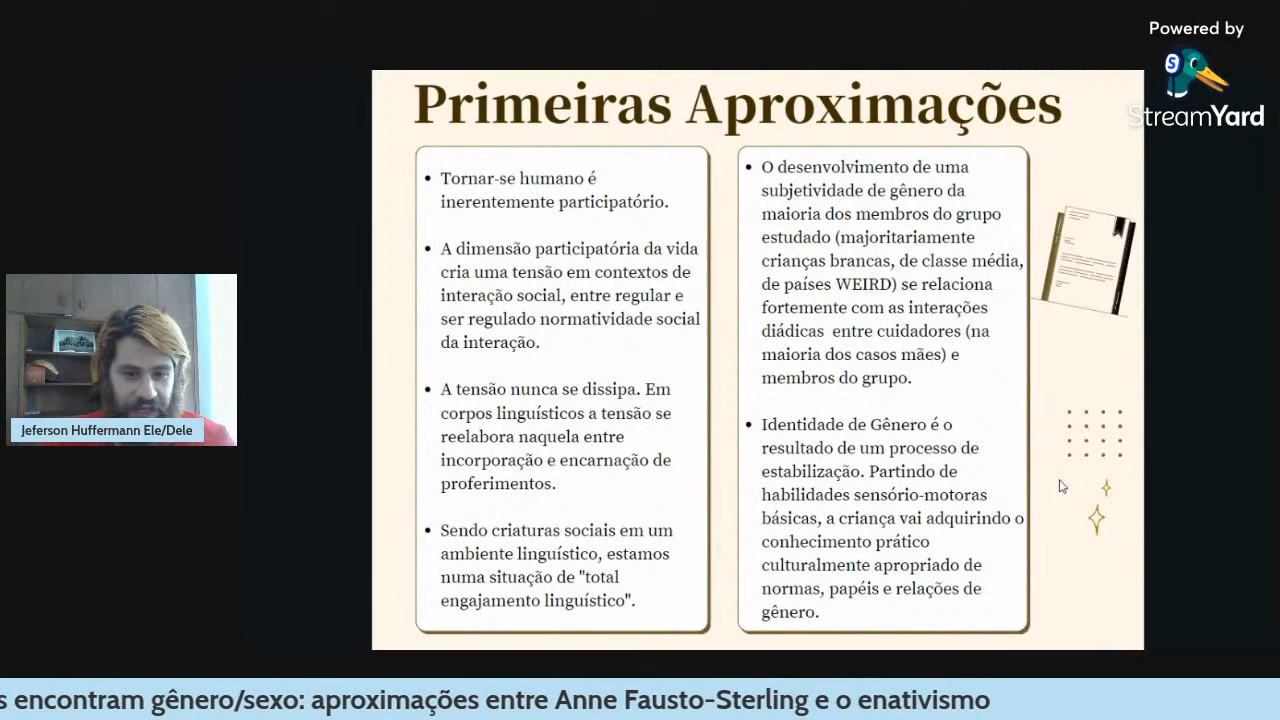 Powered by
StreamYard
Primeiras Aproximações
Tornar-se humano é
inerentemente participatório.
A dimensão participatória da vida
cria uma tensão em contextos de
interação social, entre regular e
ser regulado normatividade social
da interação.
A tensão nunca se dissipa. Em
corpos linguísticos a tensão se
reelabora naquela entre
incorporação e encarnação de
proferimentos.
Sendo criaturas sociais em um
ambiente linguístico, estamos
numa situação de "total
engajamento linguístico".
O desenvolvimento de uma
subjetividade de gênero da
maioria dos membros do grupo
estudado (majoritariamente
crianças brancas, de classe média,
de países WEIRD) se relaciona
fortemente com as interações
diádicas entre cuidadores (na
maioria dos casos mães) e
membros do grupo.
Identidade de Gênero é o
resultado de um processo de
estabilização. Partindo de
habilidades sensório-motoras
básicas, a criança vai adquirindo o
conhecimento prático
culturalmente apropriado de
normas, papéis e relações de
gênero.
Jeferson Huffermann Ele/Dele
s encontram gênero/sexo: aproximações entre Anne Fausto-Sterling e o enativismo